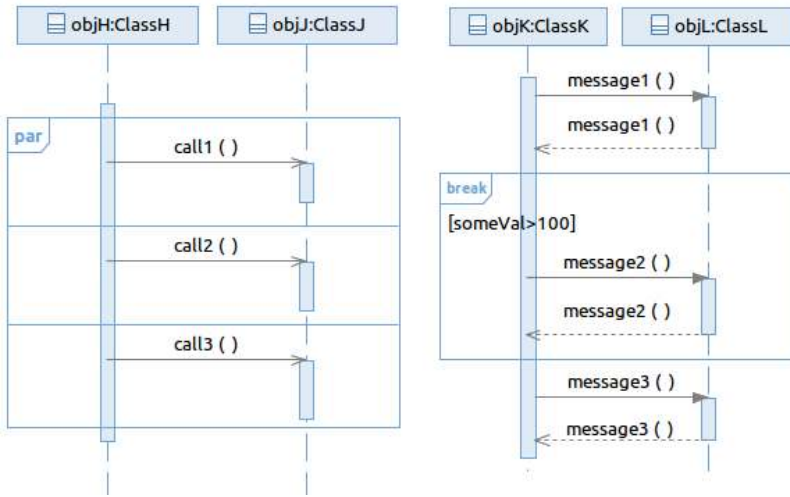 objH:ClassH
objJ:ClassJ
par
call1 ( )
call2 ( )
call3 ( )
objK:ClassK
objL:ClassL
message1 ( )
message1 ( )
break
[someVal>100]
message2 ( )
message2 ( )
message3 ( )
message3 ( )